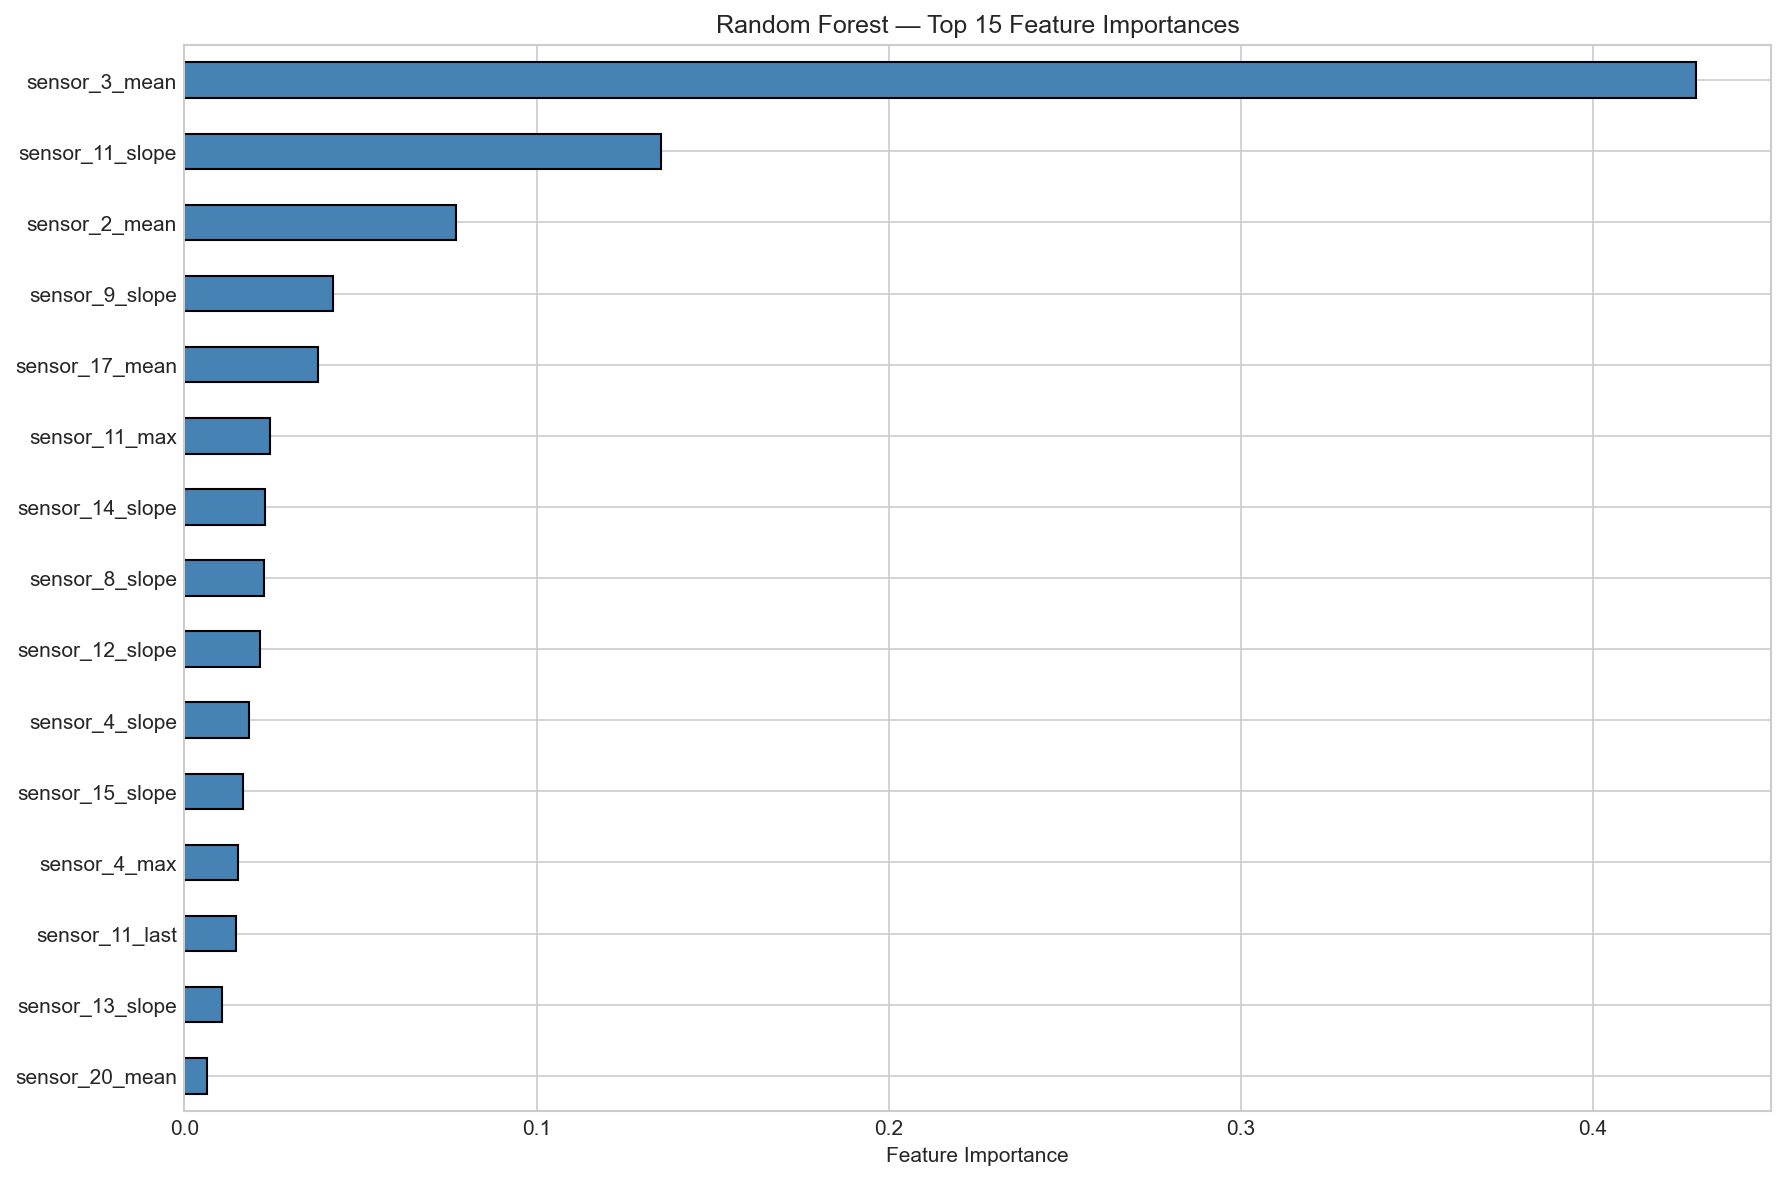 Random Forest — Top 15 Feature Importances
sensor_3_mean
sensor_11_slope
sensor_2_mean
sensor_9_slope
sensor_17_mean
sensor_11_max
sensor_14_slope
sensor_8_slope
sensor_12_slope
sensor_4_slope
sensor_15_slope
sensor_4_max
sensor_11_last
sensor_13_slope
sensor_20_mean
0.0 0.1 0.2 0.3 0.4
Feature Importance